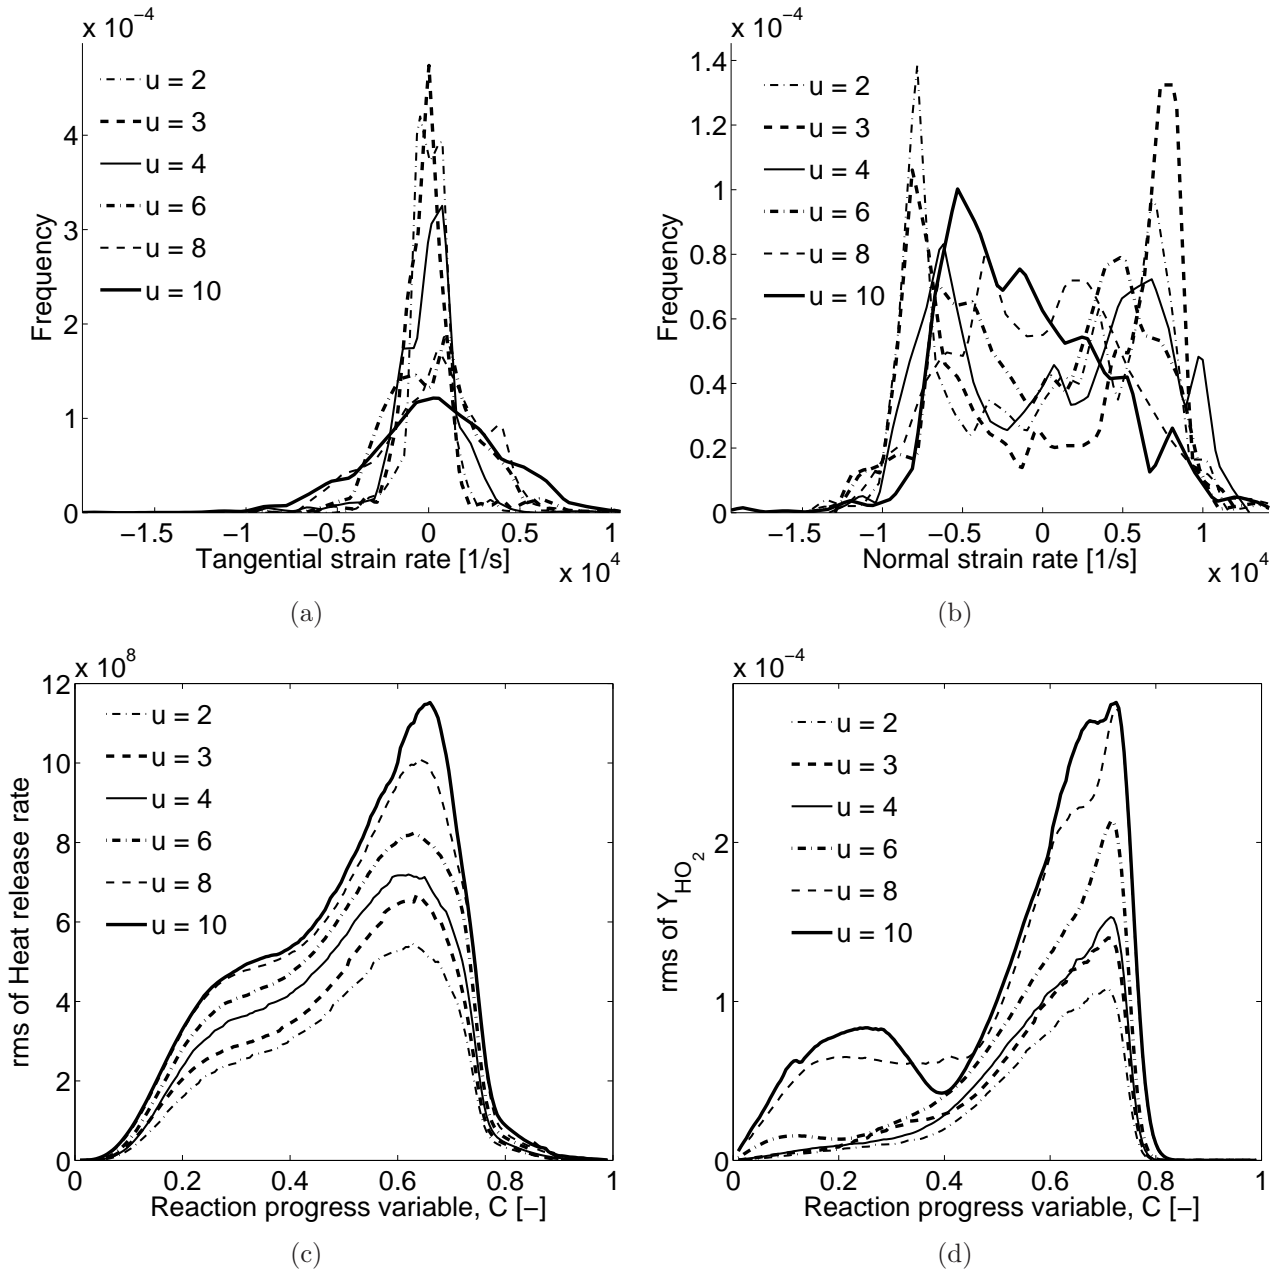 x 10⁻⁴
Frequency
4
3
2
1
0
u = 2
u = 3
u = 4
u = 6
u = 8
u = 10
−1.5 −1 −0.5 0 0.5 1
Tangential strain rate [1/s]
x 10⁴
(a)
x 10⁻⁴
Frequency
1.4
1.2
1
0.8
0.6
0.4
0.2
0
u = 2
u = 3
u = 4
u = 6
u = 8
u = 10
−1.5 −1 −0.5 0 0.5 1
Normal strain rate [1/s]
x 10⁴
(b)
x 10⁸
rms of Heat release rate
12
10
8
6
4
2
0
u = 2
u = 3
u = 4
u = 6
u = 8
u = 10
0 0.2 0.4 0.6 0.8 1
Reaction progress variable, C [−]
(c)
x 10⁻⁴
rms of Y_HO₂
2
1
0
u = 2
u = 3
u = 4
u = 6
u = 8
u = 10
0 0.2 0.4 0.6 0.8 1
Reaction progress variable, C [−]
(d)